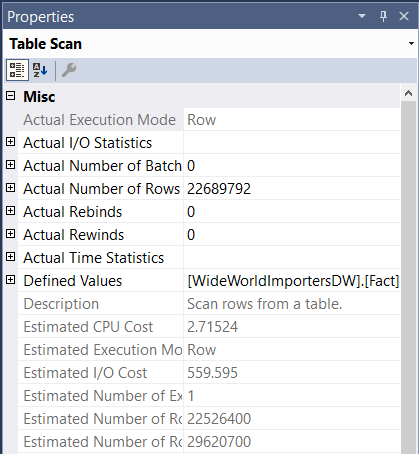 Properties
Table Scan
Misc
Actual Execution Mode Row
Actual I/O Statistics
Actual Number of Batch 0
Actual Number of Rows 22689792
Actual Rebinds 0
Actual Rewinds 0
Actual Time Statistics
Defined Values [WideWorldImportersDW].[Fact]
Description Scan rows from a table.
Estimated CPU Cost 2.71524
Estimated Execution Mo Row
Estimated I/O Cost 559.595
Estimated Number of Ex 1
Estimated Number of Ro 22526400
Estimated Number of Ro 29620700